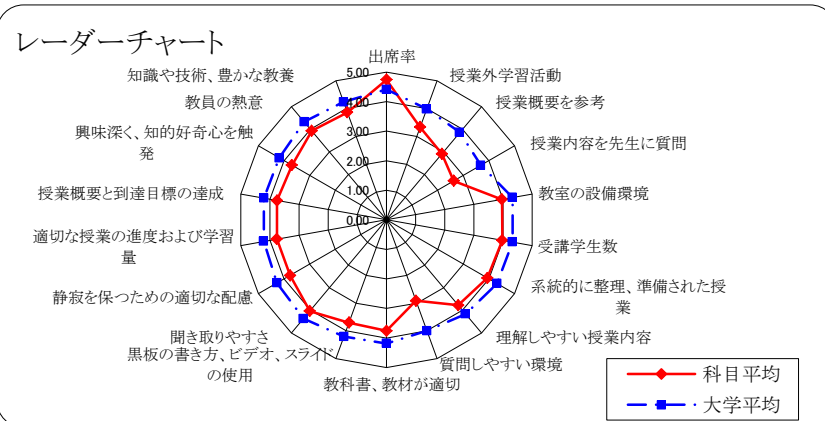 レーダーチャート
出席率
授業外学習活動
授業概要を参考
授業内容を先生に質問
教室の設備環境
受講学生数
系統的に整理、準備された授
業
理解しやすい授業内容
質問しやすい環境
教科書、教材が適切
黒板の書き方、ビデオ、スライド
の使用
聞き取りやすさ
静寂を保つための適切な配慮
適切な授業の進度および学習
量
授業概要と到達目標の達成
興味深く、知的好奇心を触
発
教員の熱意
知識や技術、豊かな教養
5.00
4.00
3.00
2.00
1.00
0.00
科目平均
大学平均